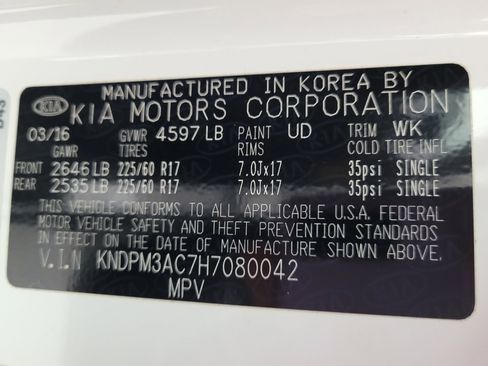 MANUFACTURED IN KOREA BY
KIA KIA MOTORS CORPORATION
03/16 GVWR 4597 LB PAINT UD TRIM WK
GAWR TIRES RIMS COLD TIRE INFL
FRONT 2646 LB 225/60 R17 7.0Jx17 35psi SINGLE
REAR 2535 LB 225/60 R17 7.0Jx17 35psi SINGLE
THIS VEHICLE CONFORMS TO ALL APPLICABLE U.S.A. FEDERAL
MOTOR VEHICLE SAFETY AND THEFT PREVENTION STANDARDS
IN EFFECT ON THE DATE OF MANUFACTURE SHOWN ABOVE.
V.I.N KNDPM3AC7H7080042
MPV